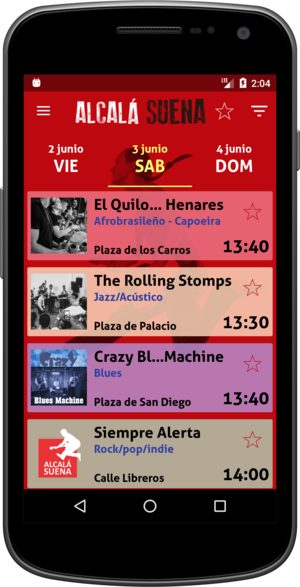 LTE 2:04
ALCALÁ SUENA
2 junio
VIE
3 junio
SAB
4 junio
DOM
El Quilo... Henares
Afrobrasileño - Capoeira
Plaza de los Carros 13:40
The Rolling Stomps
Jazz/Acústico
Plaza de Palacio 13:30
Crazy Bl...Machine
Blues
Blues Machine
Plaza de San Diego 13:40
Siempre Alerta
Rock/pop/indie
ALCALÁ
SUENA
Calle Libreros 14:00